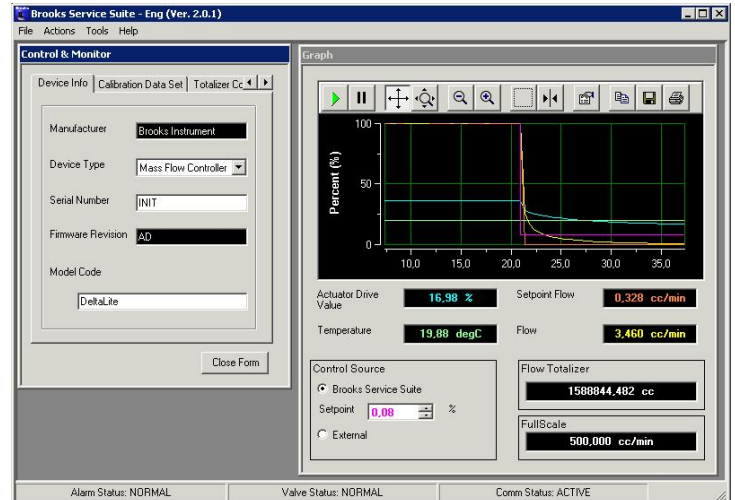 Brooks Service Suite - Eng (Ver. 2.0.1)
File Actions Tools Help
Control & Monitor
Device Info Calibration Data Set Totalizer Cc
Manufacturer Brooks Instrument
Device Type Mass Flow Controller
Serial Number INIT
Firmware Revision AD
Model Code
DeltaLite
Close Form
Graph
Percent (%)
100
50
0
10,0 15,0 20,0 25,0 30,0 35,0
Actuator Drive Value 16,98 %
Setpoint Flow 0,328 cc/min
Temperature 19,88 degC
Flow 3,460 cc/min
Control Source
Brooks Service Suite
Setpoint 0,08 %
External
Flow Totalizer
1588844,482 cc
FullScale
500,000 cc/min
Alarm Status: NORMAL Valve Status: NORMAL Comm Status: ACTIVE